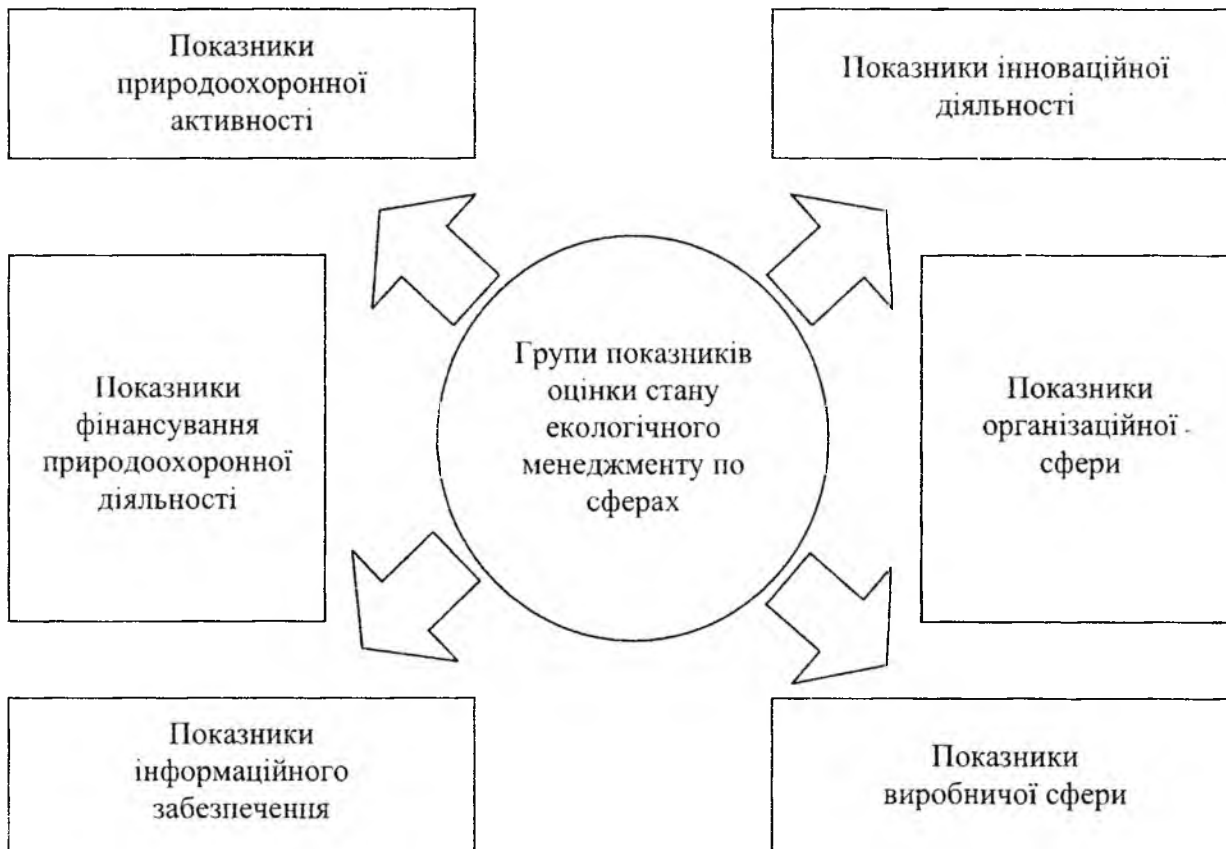 Показники
природоохоронної
активності
Показники інноваційної
діяльності
Показники
фінансування
природоохоронної
діяльності
Групи показників
оцінки стану
екологічного
менеджменту по
сферах
Показники
організаційної
сфери
Показники
інформаційного
забезпечення
Показники
виробничої сфери